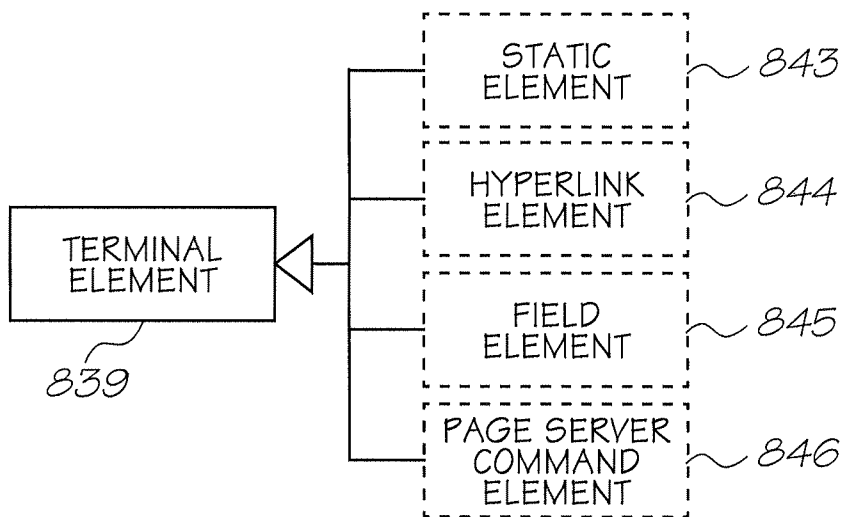 STATIC
ELEMENT
843
HYPERLINK
ELEMENT
844
TERMINAL
ELEMENT
839
FIELD
ELEMENT
845
PAGE SERVER
COMMAND
ELEMENT
846